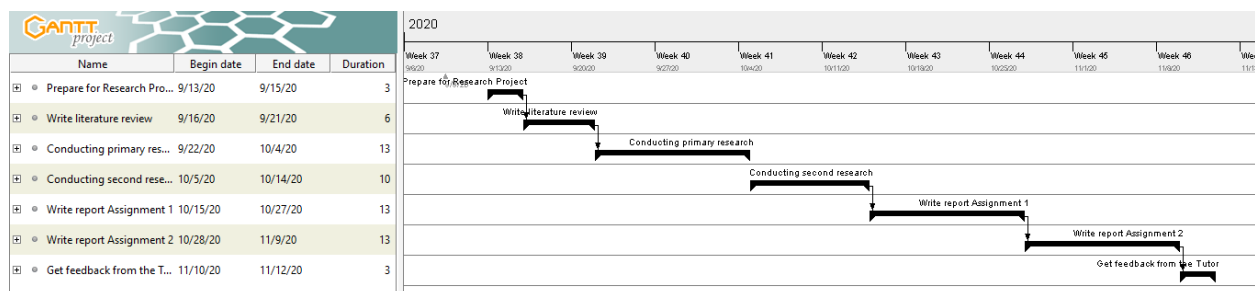 GANTT
project
2020
Week 37 Week 38 Week 39 Week 40 Week 41 Week 42 Week 43 Week 44 Week 45 Week 46 Wee
9/6/20 9/13/20 9/20/20 9/27/20 10/4/20 10/11/20 10/18/20 10/25/20 11/1/20 11/8/20 11/1
Name Begin date End date Duration
Prepare for Research Pro... 9/13/20 9/15/20 3
Write literature review 9/16/20 9/21/20 6
Conducting primary res... 9/22/20 10/4/20 13
Conducting second rese... 10/5/20 10/14/20 10
Write report Assignment 1 10/15/20 10/27/20 13
Write report Assignment 2 10/28/20 11/9/20 13
Get feedback from the T... 11/10/20 11/12/20 3
Prepare for Research Project
Write literature review
Conducting primary research
Conducting second research
Write report Assignment 1
Write report Assignment 2
Get feedback from the Tutor